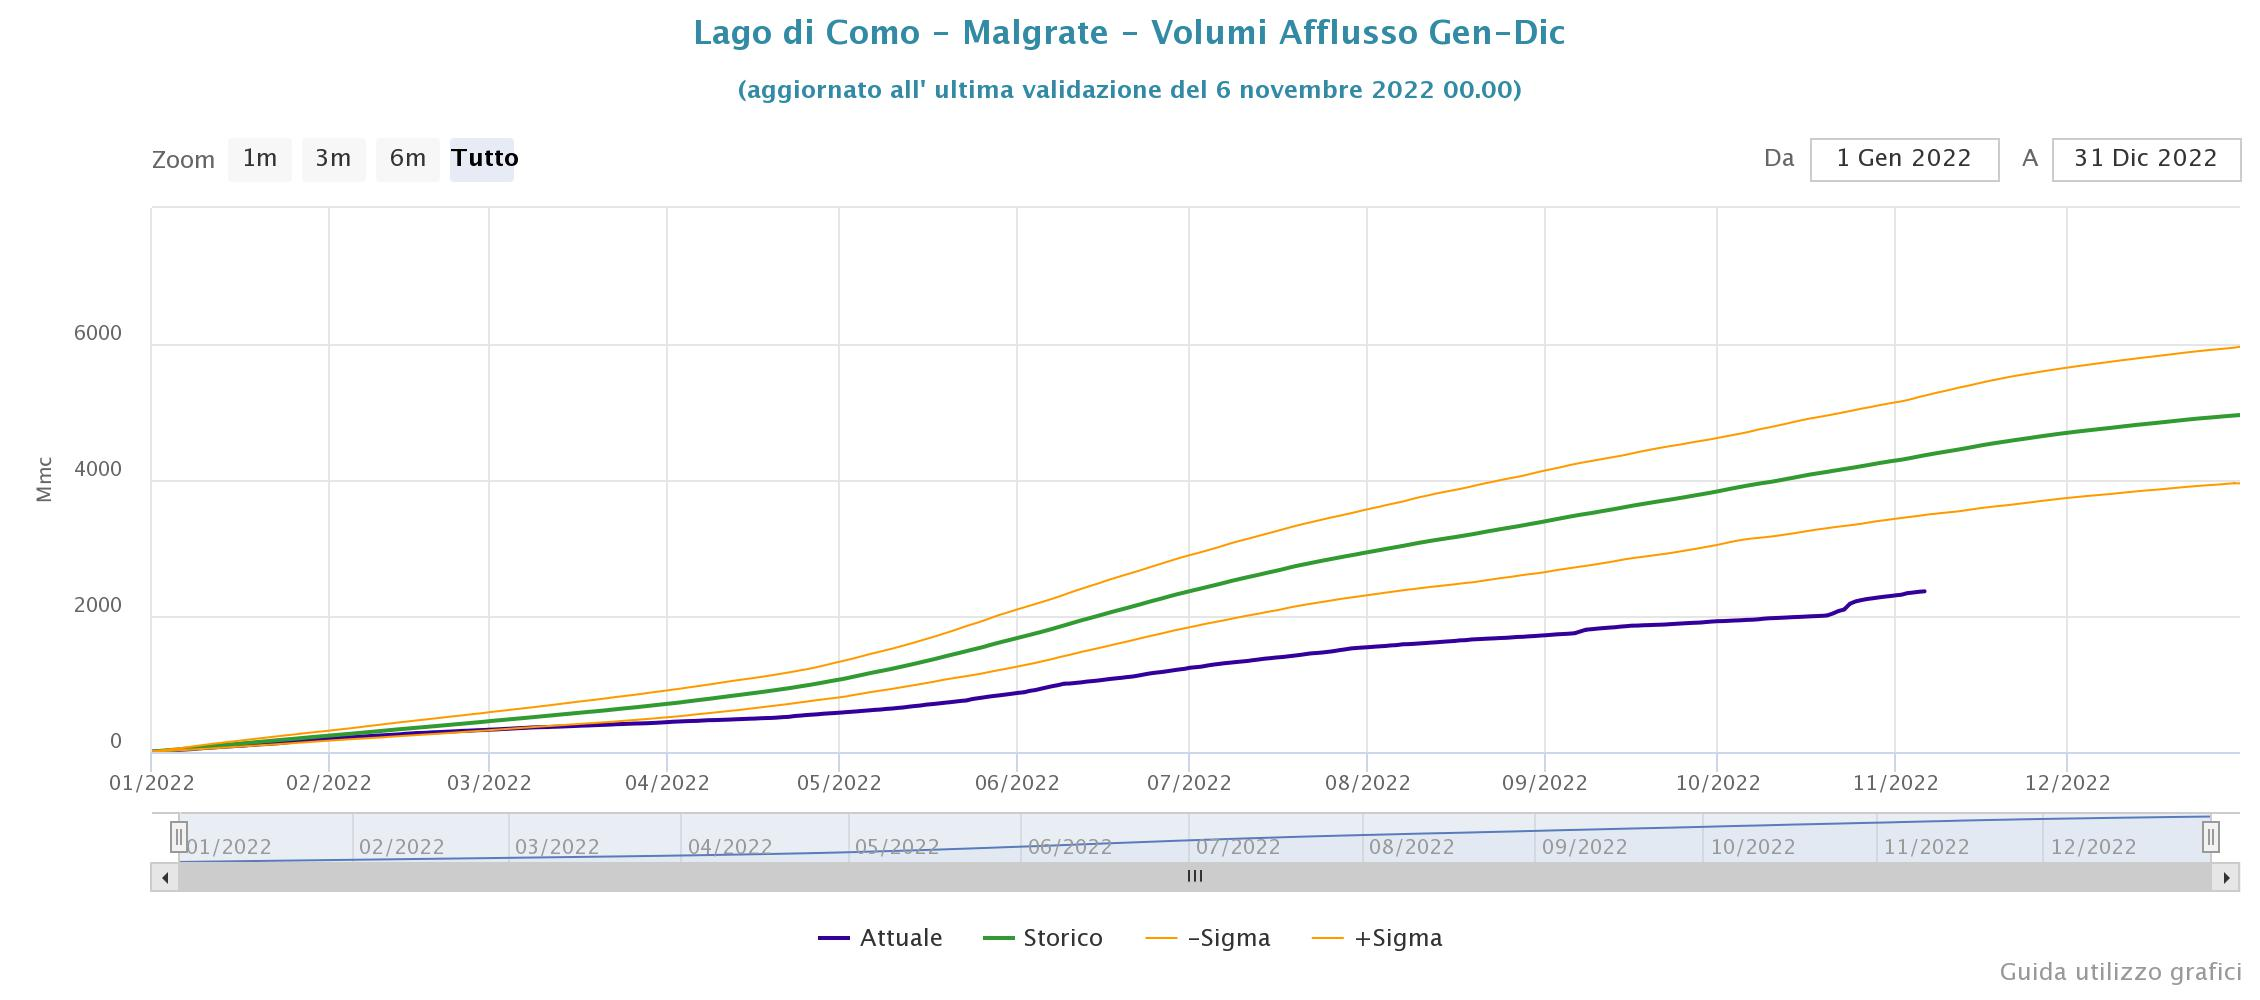 Lago di Como - Malgrate - Volumi Afflusso Gen-Dic
(aggiornato all' ultima validazione del 6 novembre 2022 00.00)
Zoom 1m 3m 6m Tutto Da 1 Gen 2022 A 31 Dic 2022
6000
4000
2000
0
Mmc
01/2022 02/2022 03/2022 04/2022 05/2022 06/2022 07/2022 08/2022 09/2022 10/2022 11/2022 12/2022
01/2022 02/2022 03/2022 04/2022 05/2022 06/2022 07/2022 08/2022 09/2022 10/2022 11/2022 12/2022
Attuale Storico -Sigma +Sigma
Guida utilizzo grafici